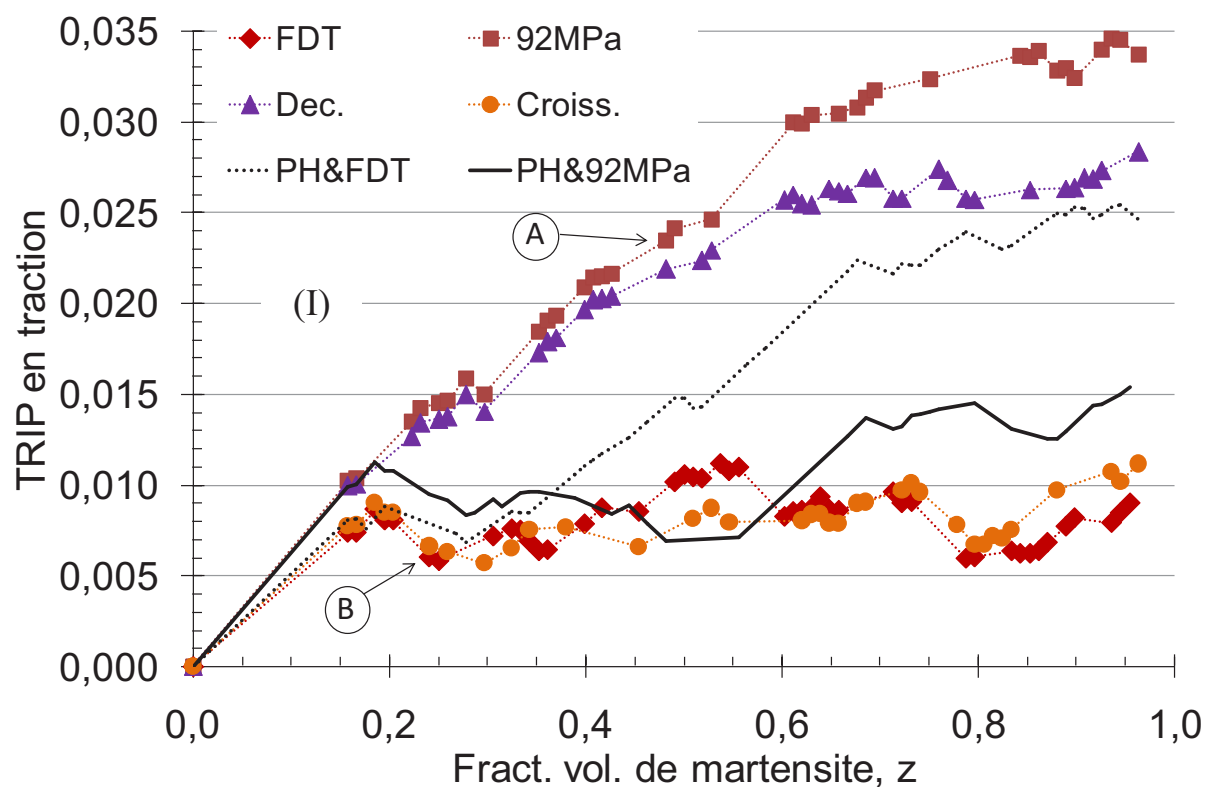 0,035
FDT
92MPa
0,030
Dec.
Croiss.
PH&FDT
PH&92MPa
0,025
A
0,020
(I)
0,015
0,010
0,005
B
0,000
TRIP en traction
0,0
0,2
0,4
0,6
0,8
1,0
Fract. vol. de martensite, z